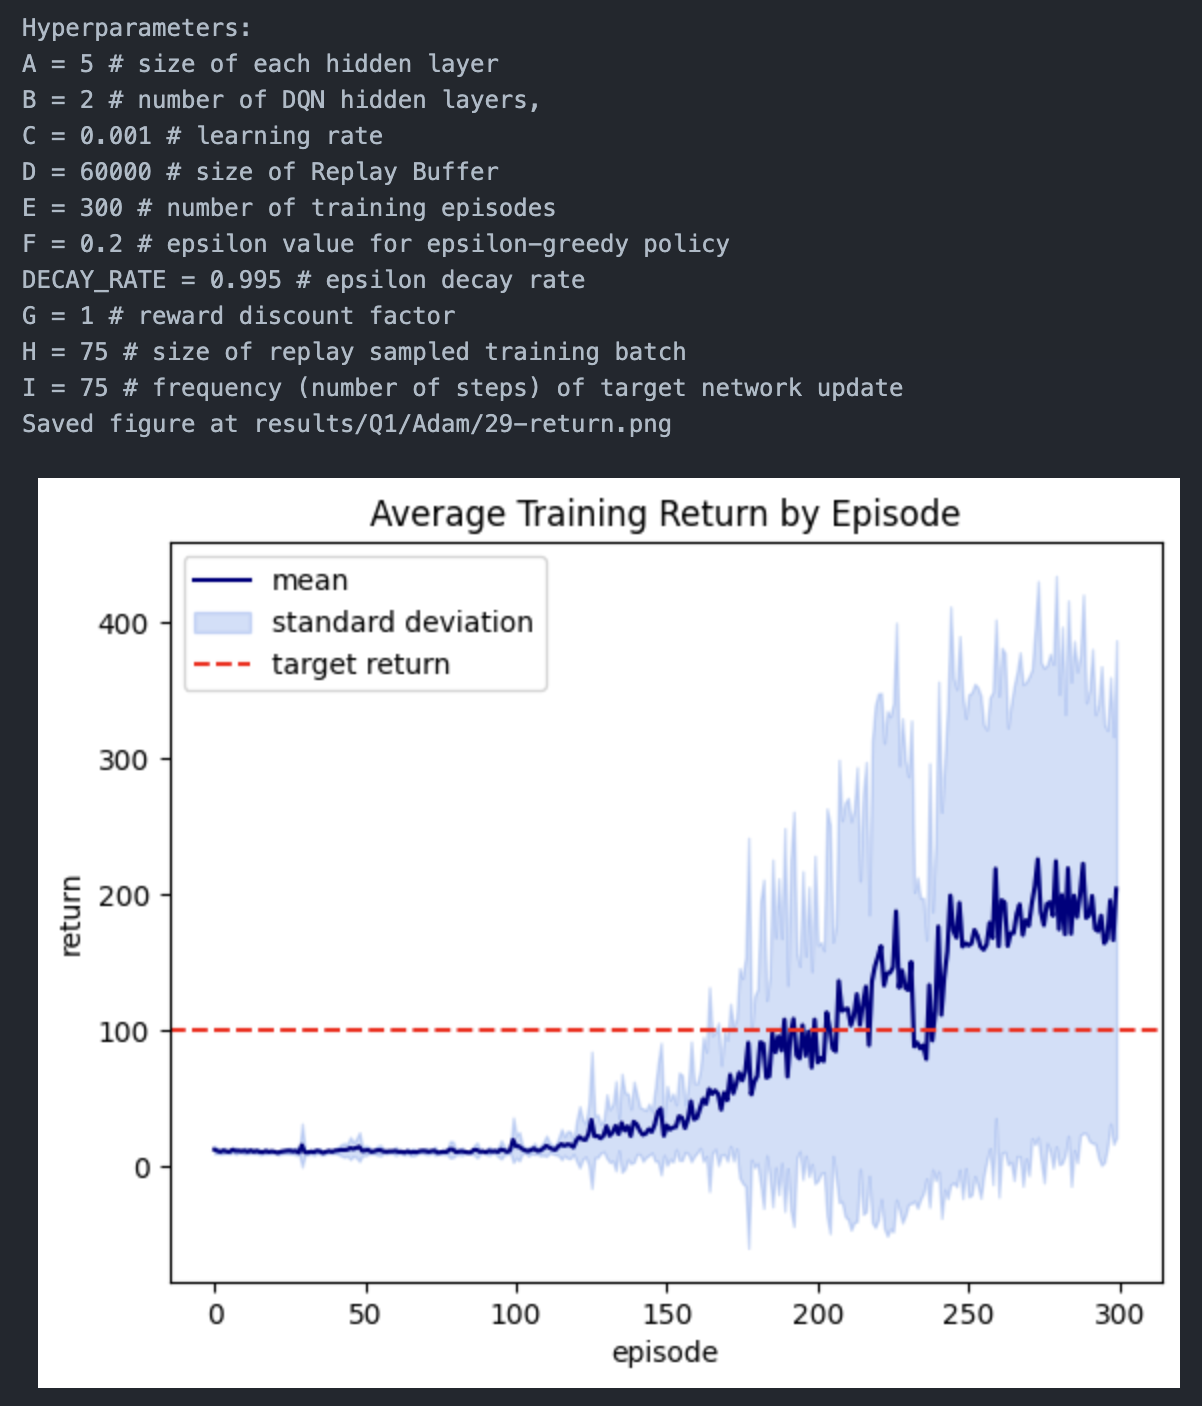 Hyperparameters:
A = 5 # size of each hidden layer
B = 2 # number of DQN hidden layers,
C = 0.001 # learning rate
D = 60000 # size of Replay Buffer
E = 300 # number of training episodes
F = 0.2 # epsilon value for epsilon-greedy policy
DECAY_RATE = 0.995 # epsilon decay rate
G = 1 # reward discount factor
H = 75 # size of replay sampled training batch
I = 75 # frequency (number of steps) of target network update
Saved figure at results/Q1/Adam/29-return.png
Average Training Return by Episode
mean
standard deviation
target return
400
300
200
100
0
return
0 50 100 150 200 250 300
episode